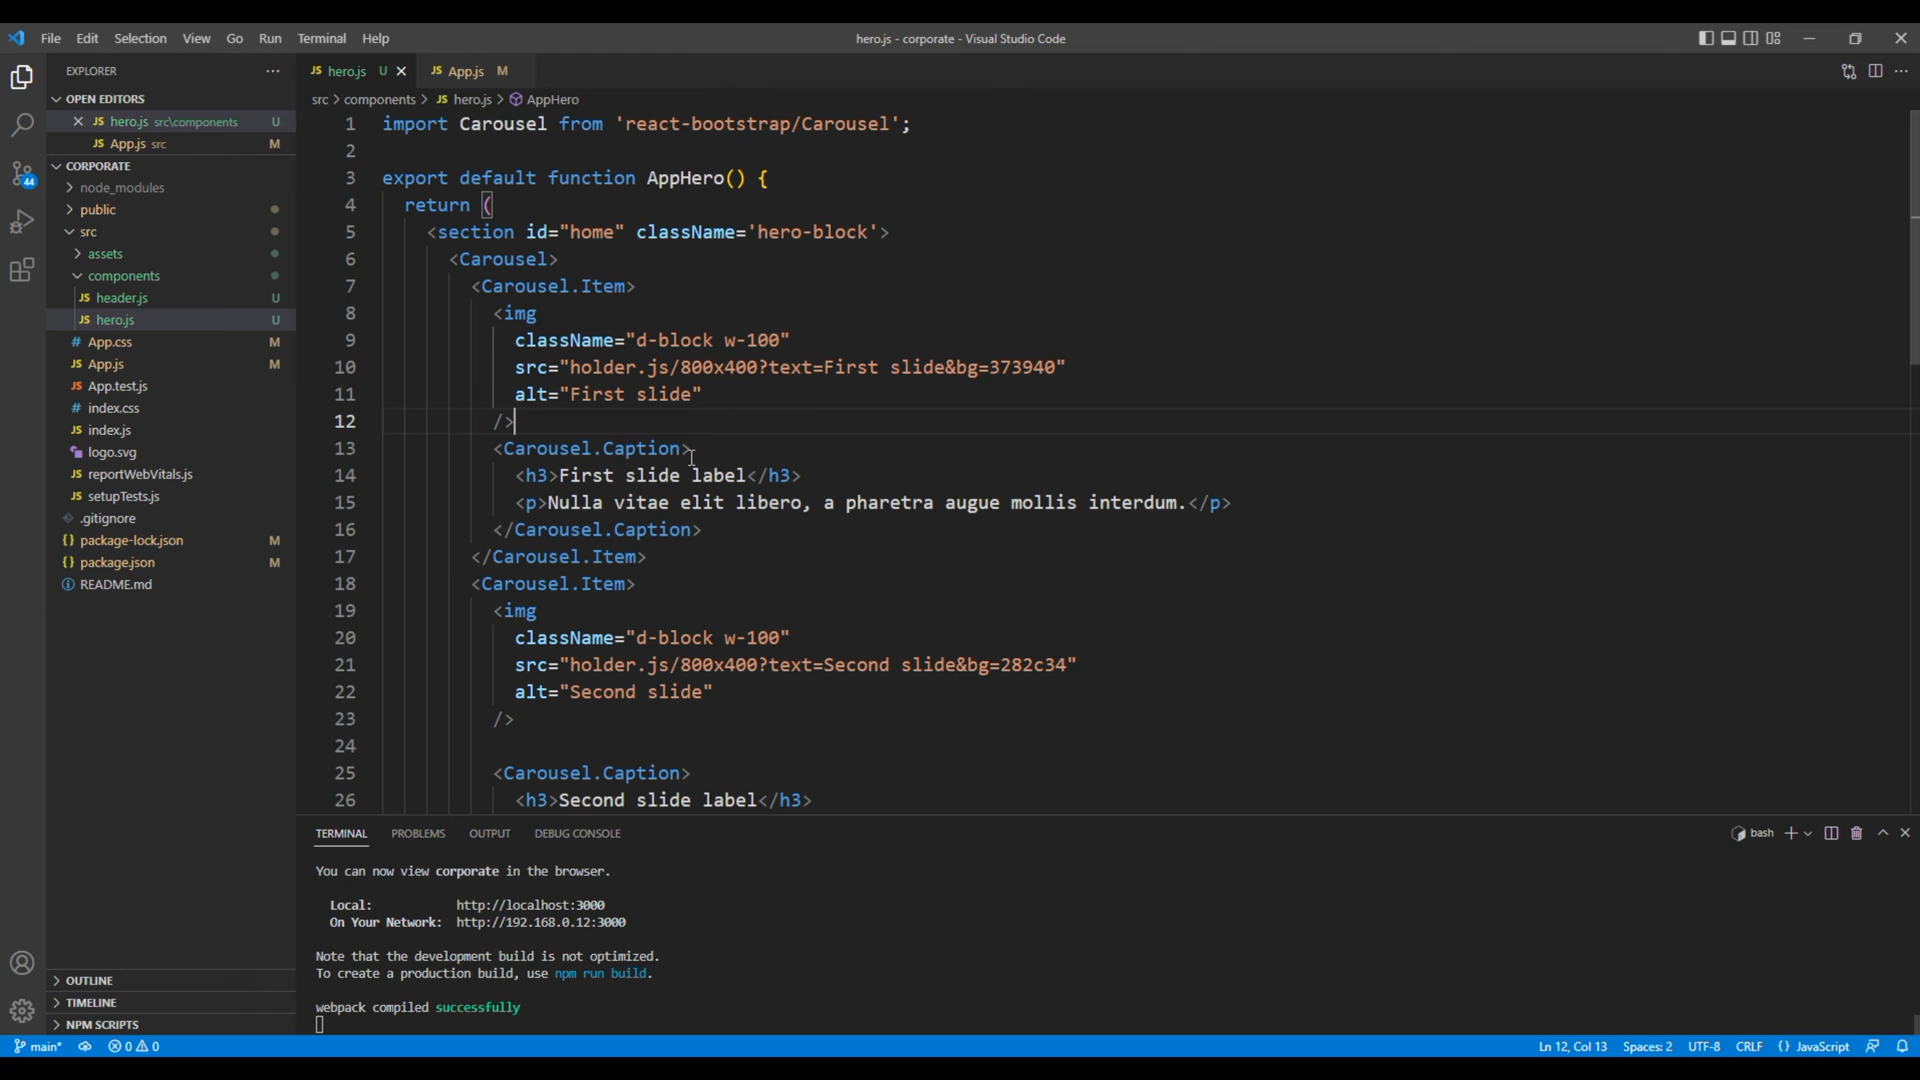 File Edit Selection View Go Run Terminal Help
hero.js - corporate - Visual Studio Code
EXPLORER
OPEN EDITORS
hero.js src\components U
App.js src M
CORPORATE
node_modules
public
src
assets
components
header.js U
hero.js U
App.css M
App.js M
App.test.js
index.css
index.js
logo.svg
reportWebVitals.js
setupTests.js
.gitignore
package-lock.json M
package.json M
README.md
OUTLINE
TIMELINE
NPM SCRIPTS
44
hero.js U App.js M
src > components > hero.js > AppHero
1 import Carousel from 'react-bootstrap/Carousel';
2
3 export default function AppHero() {
4 return (
5 <section id="home" className='hero-block'>
6 <Carousel>
7 <Carousel.Item>
8 <img
9 className="d-block w-100"
10 src="holder.js/800x400?text=First slide&bg=373940"
11 alt="First slide"
12 />
13 <Carousel.Caption>
14 <h3>First slide label</h3>
15 <p>Nulla vitae elit libero, a pharetra augue mollis interdum.</p>
16 </Carousel.Caption>
17 </Carousel.Item>
18 <Carousel.Item>
19 <img
20 className="d-block w-100"
21 src="holder.js/800x400?text=Second slide&bg=282c34"
22 alt="Second slide"
23 />
24
25 <Carousel.Caption>
26 <h3>Second slide label</h3>
TERMINAL PROBLEMS OUTPUT DEBUG CONSOLE
bash
You can now view corporate in the browser.
Local: http://localhost:3000
On Your Network: http://192.168.0.12:3000
Note that the development build is not optimized.
To create a production build, use npm run build.
webpack compiled successfully
main* 0 0
Ln 12, Col 13 Spaces: 2 UTF-8 CRLF {} JavaScript